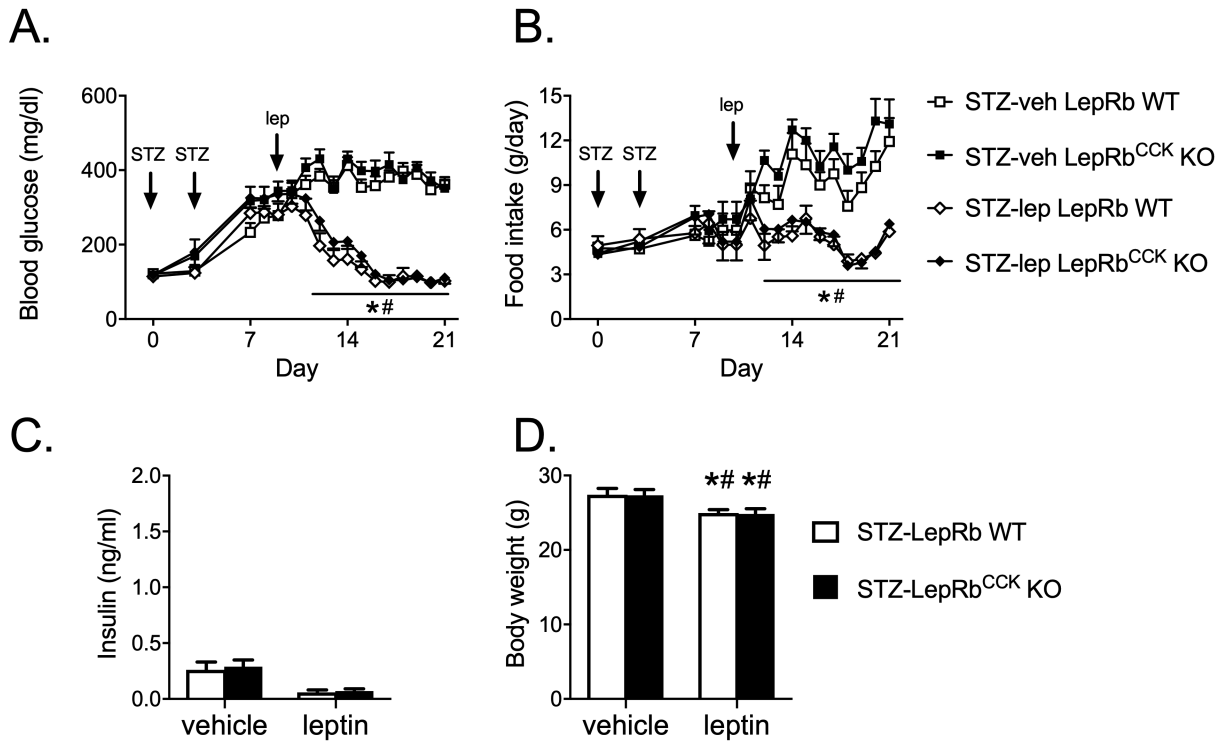 A.
B.
Blood glucose (mg/dl)
600
400
200
0
STZ STZ
lep
*#
0 7 14 21
Day
Food intake (g/day)
15
12
9
6
3
0
STZ STZ
lep
*#
0 7 14 21
Day
STZ-veh LepRb WT
STZ-veh LepRbCCK KO
STZ-lep LepRb WT
STZ-lep LepRbCCK KO
C.
D.
Insulin (ng/ml)
2.0
1.5
1.0
0.5
0.0
vehicle leptin
Body weight (g)
30
20
10
0
*# *#
vehicle leptin
STZ-LepRb WT
STZ-LepRbCCK KO